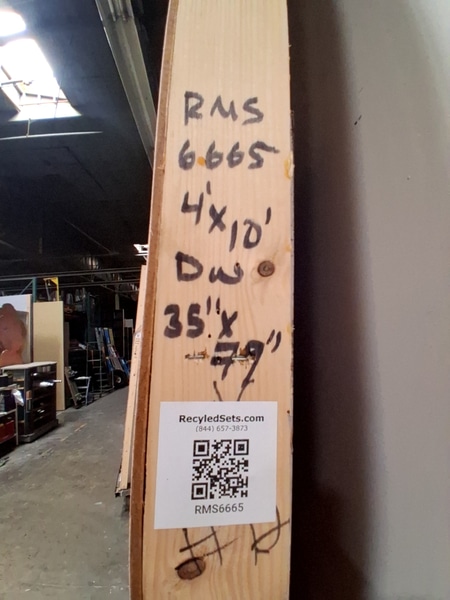 RMS
6665
4'x10'
DW
35"x
79"
RecyledSets.com
(844) 657-3873
RMS6665